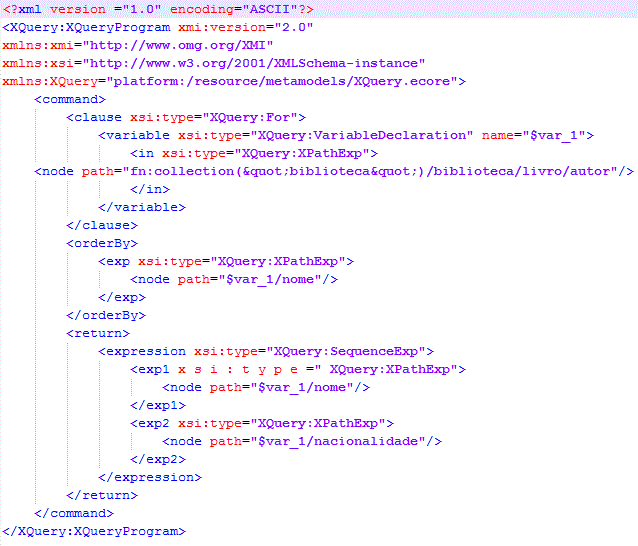 <?xml version ="1.0" encoding="ASCII"?>
<XQuery:XQueryProgram xmi:version="2.0"
xmlns:xmi="http://www.omg.org/XMI"
xmlns:xsi="http://www.w3.org/2001/XMLSchema-instance"
xmlns:XQuery="platform:/resource/metamodels/XQuery.ecore">
    <command>
        <clause xsi:type="XQuery:For">
            <variable xsi:type="XQuery:VariableDeclaration" name="$var_1">
                <in xsi:type="XQuery:XPathExp">
    <node path="fn:collection(&quot;biblioteca&quot;)/biblioteca/livro/autor"/>
                </in>
            </variable>
        </clause>
        <orderBy>
            <exp xsi:type="XQuery:XPathExp">
                <node path="$var_1/nome"/>
            </exp>
        </orderBy>
        <return>
            <expression xsi:type="XQuery:SequenceExp">
                <exp1 x s i : t y p e =" XQuery:XPathExp">
                    <node path="$var_1/nome"/>
                </exp1>
                <exp2 xsi:type="XQuery:XPathExp">
                    <node path="$var_1/nacionalidade"/>
                </exp2>
            </expression>
        </return>
    </command>
</XQuery:XQueryProgram>